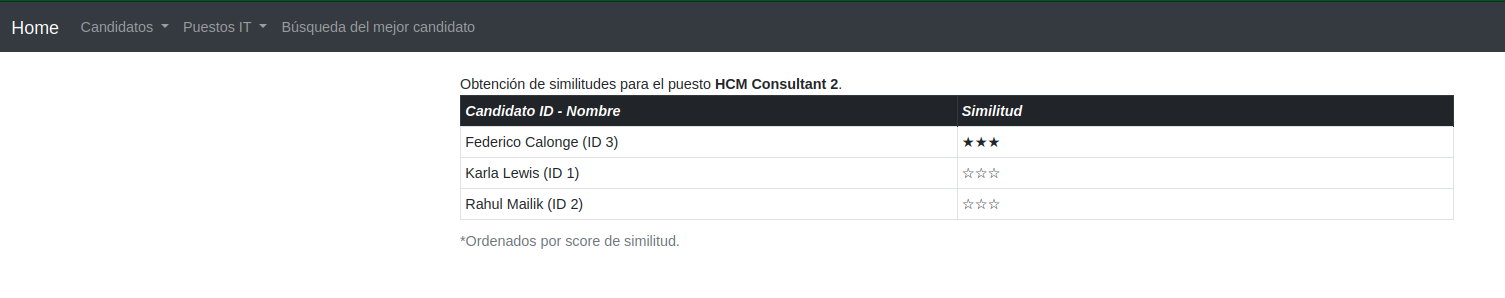 Home Candidatos Puestos IT Búsqueda del mejor candidato
Obtención de similitudes para el puesto HCM Consultant 2.
Candidato ID - Nombre Similitud
Federico Calonge (ID 3) ★★★
Karla Lewis (ID 1) ☆☆☆
Rahul Mailik (ID 2) ☆☆☆
*Ordenados por score de similitud.